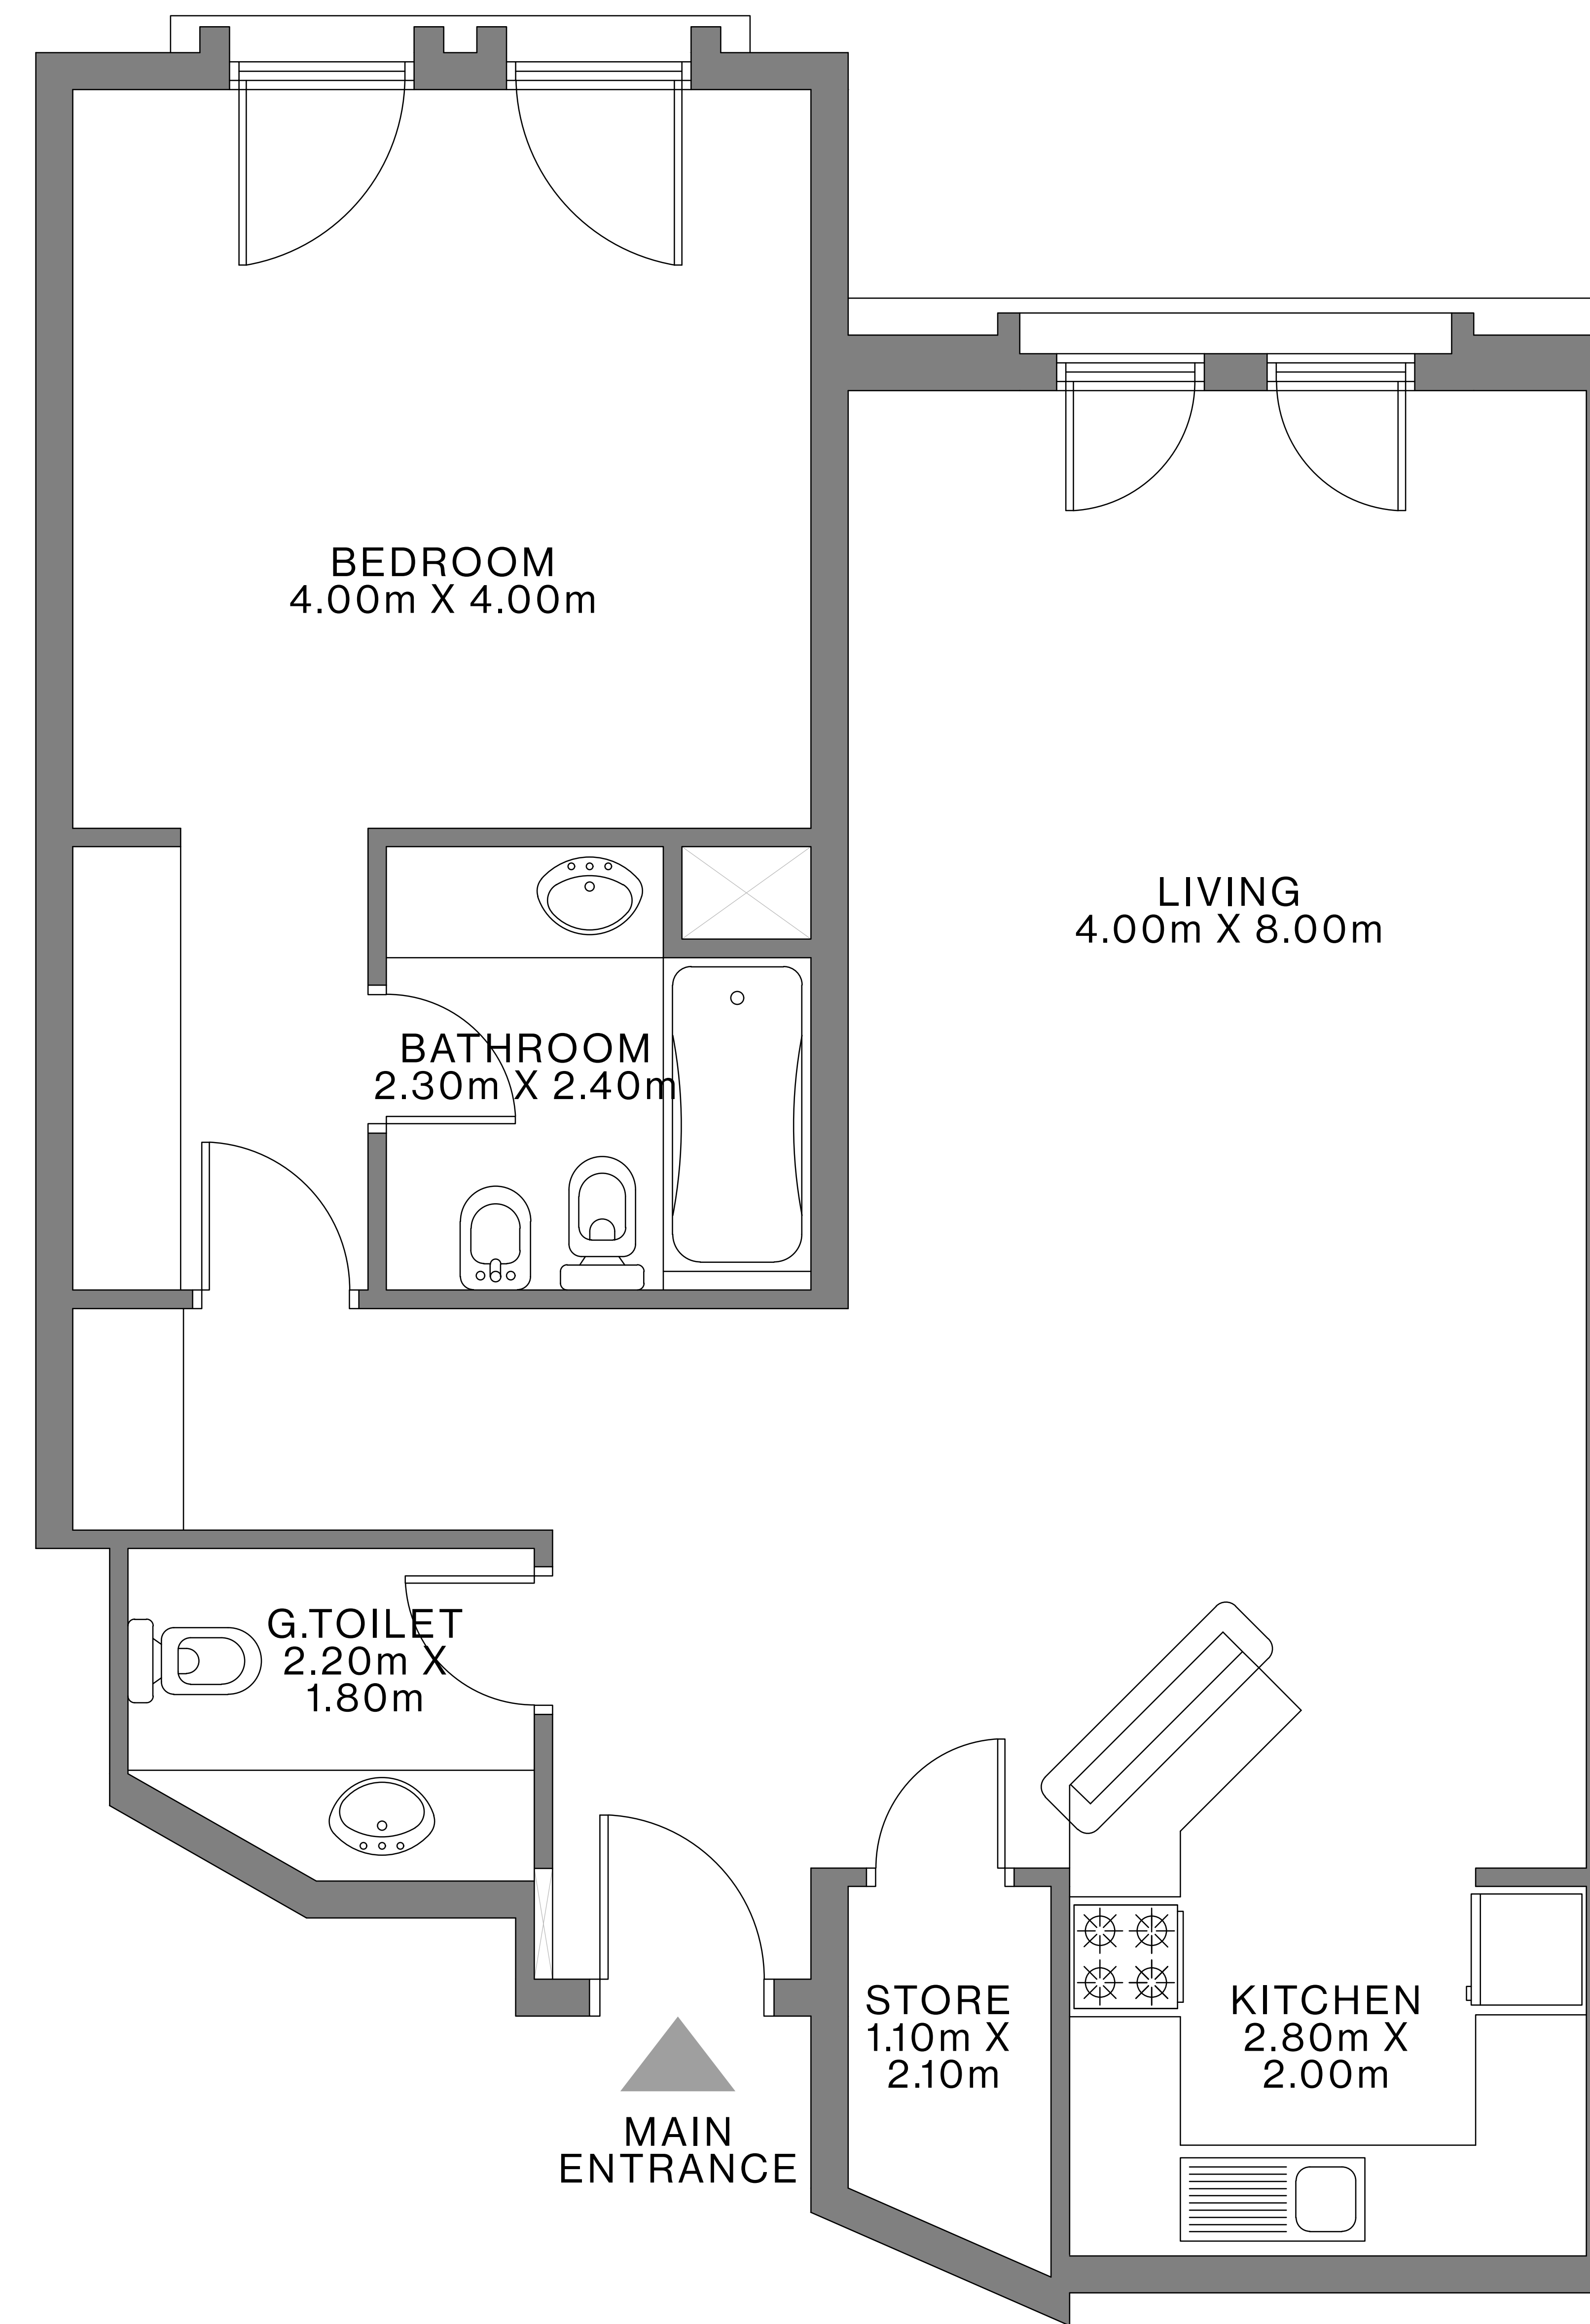 BEDROOM
4.00m X 4.00m
LIVING
4.00m X 8.00m
BATHROOM
2.30m X 2.40m
G.TOILET
2.20m X
1.80m
STORE
1.10m X
2.10m
KITCHEN
2.80m X
2.00m
MAIN
ENTRANCE